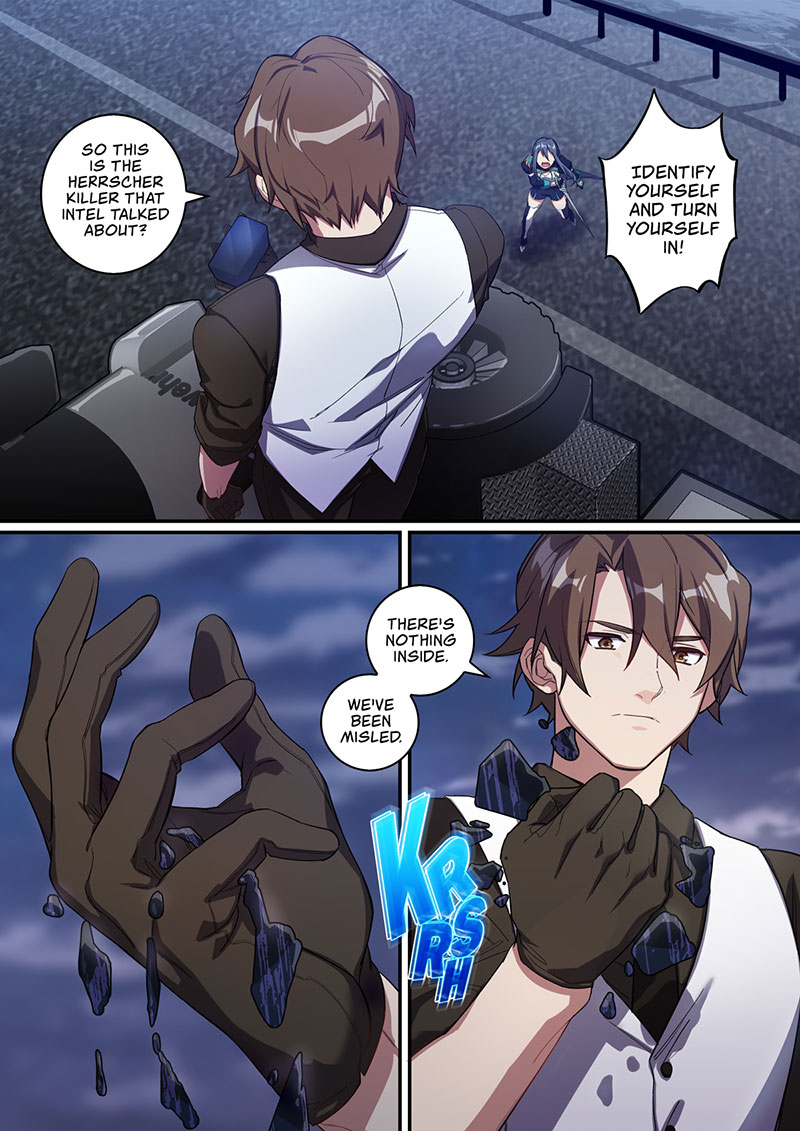 SO THIS
IS THE
HERRSCHER
KILLER THAT
INTEL TALKED
ABOUT?
IDENTIFY
YOURSELF
AND TURN
YOURSELF
IN!
THERE'S
NOTHING
INSIDE.
WE'VE
BEEN
MISLED.
KRRSRH